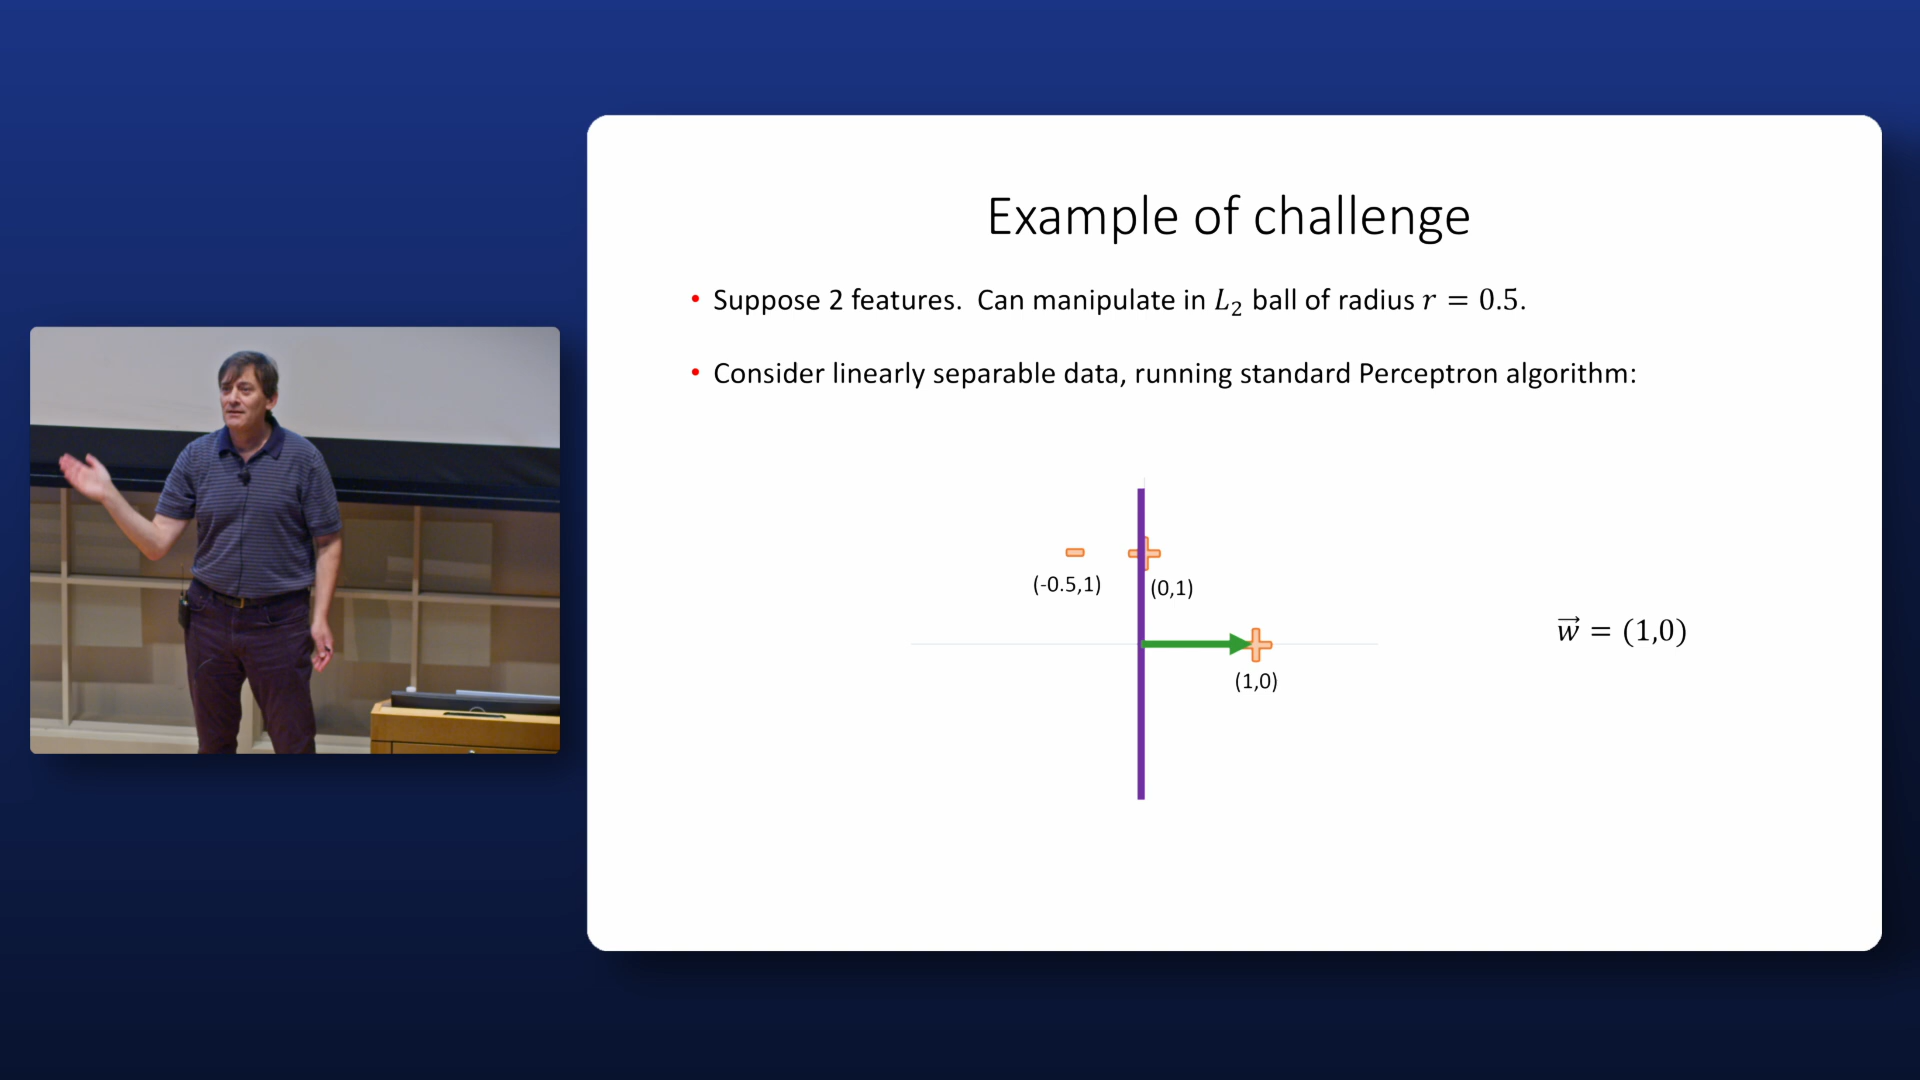 Example of challenge
• Suppose 2 features. Can manipulate in L₂ ball of radius r = 0.5.
• Consider linearly separable data, running standard Perceptron algorithm:
(-0.5,1)
(0,1)
w⃗ = (1,0)
(1,0)